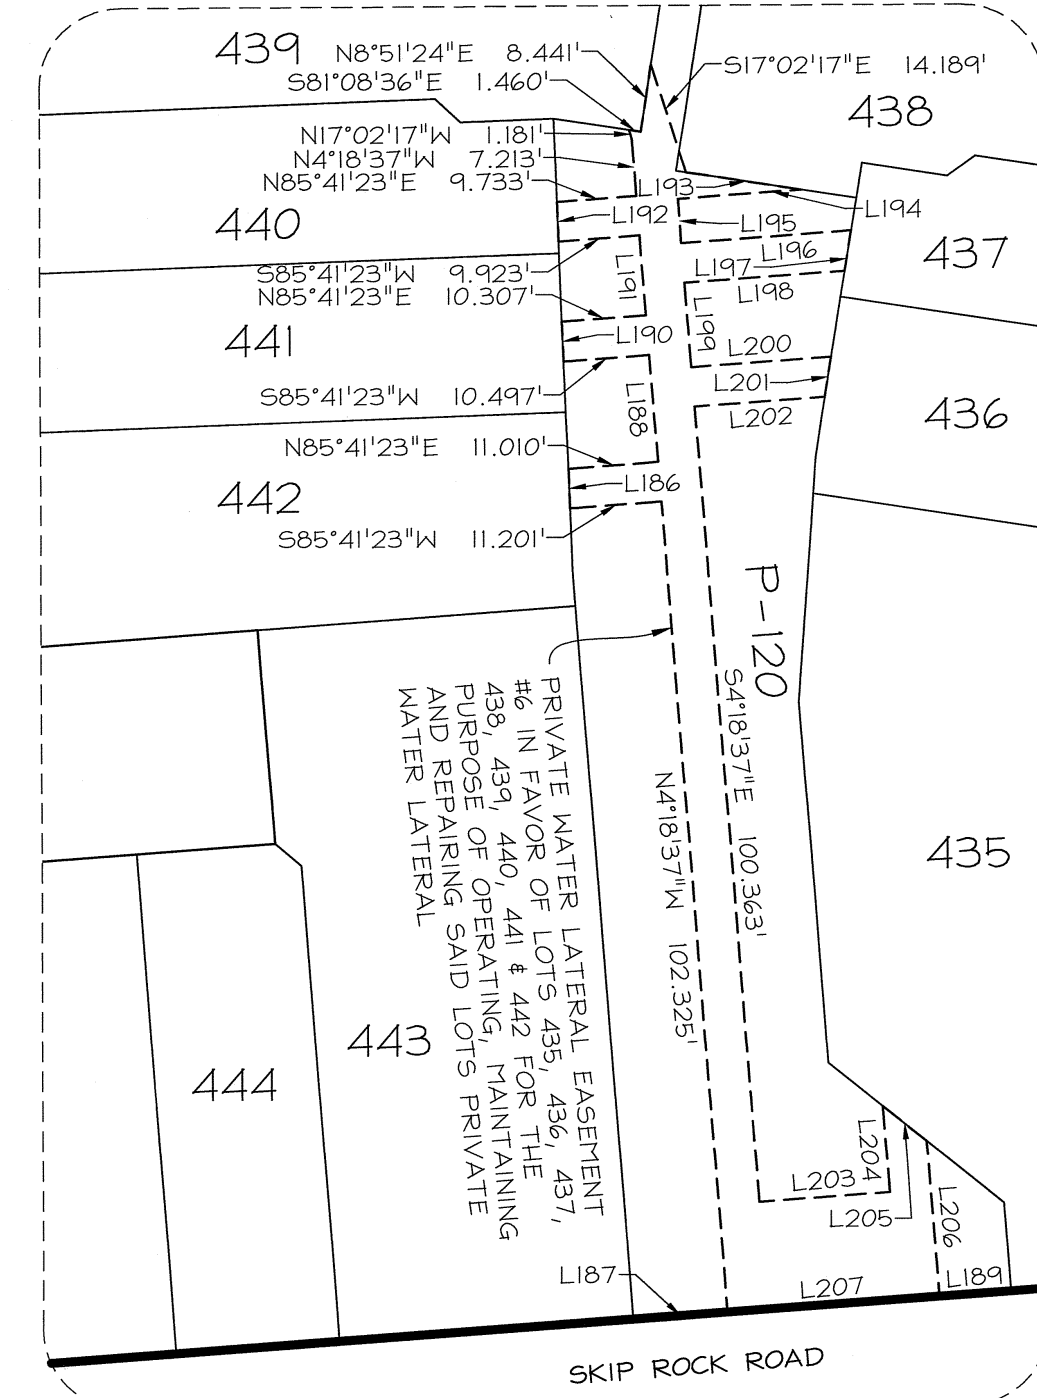 439
N8°51'24"E 8.441'
S81°08'36"E 1.460'
S17°02'17"E 14.189'
438
N17°02'17"W 1.181'
N4°18'37"W 7.213'
N85°41'23"E 9.733'
L193
L194
440
L192
L195
437
L196
L197
S85°41'23"W 9.923'
L191
N85°41'23"E 10.307'
L198
L199
441
L190
L200
L201
S85°41'23"W 10.497'
L188
L202
436
N85°41'23"E 11.010'
442
L186
S85°41'23"W 11.201'
P-120
S4°18'37"E 100.363'
N4°18'37"W 102.325'
PRIVATE WATER LATERAL EASEMENT
#6 IN FAVOR OF LOTS 435, 436, 437,
438, 439, 440, 441 & 442 FOR THE
PURPOSE OF OPERATING, MAINTAINING
AND REPAIRING SAID LOTS PRIVATE
WATER LATERAL
435
443
444
L203
L204
L205
L206
L187
L207
L189
SKIP ROCK ROAD